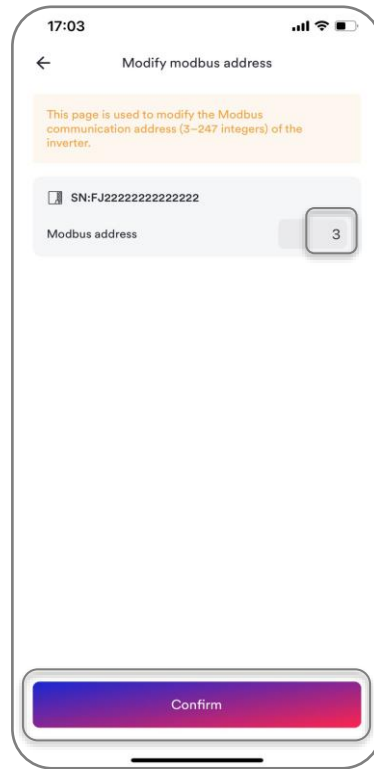 17:03
Modify modbus address
This page is used to modify the Modbus
communication address (3–247 integers) of the
inverter.
SN:FJ22222222222222
Modbus address 3
Confirm